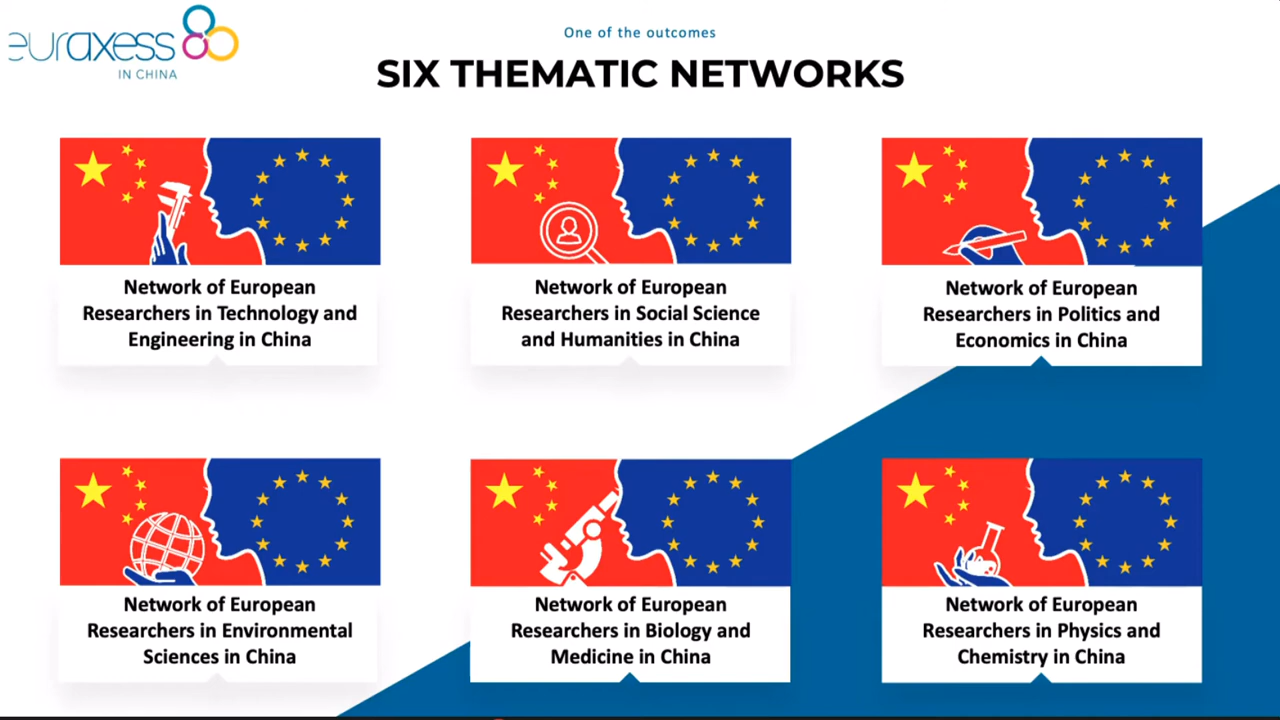 euraxess
IN CHINA
One of the outcomes
SIX THEMATIC NETWORKS
Network of European
Researchers in Technology and
Engineering in China
Network of European
Researchers in Social Science
and Humanities in China
Network of European
Researchers in Politics and
Economics in China
Network of European
Researchers in Environmental
Sciences in China
Network of European
Researchers in Biology and
Medicine in China
Network of European
Researchers in Physics and
Chemistry in China